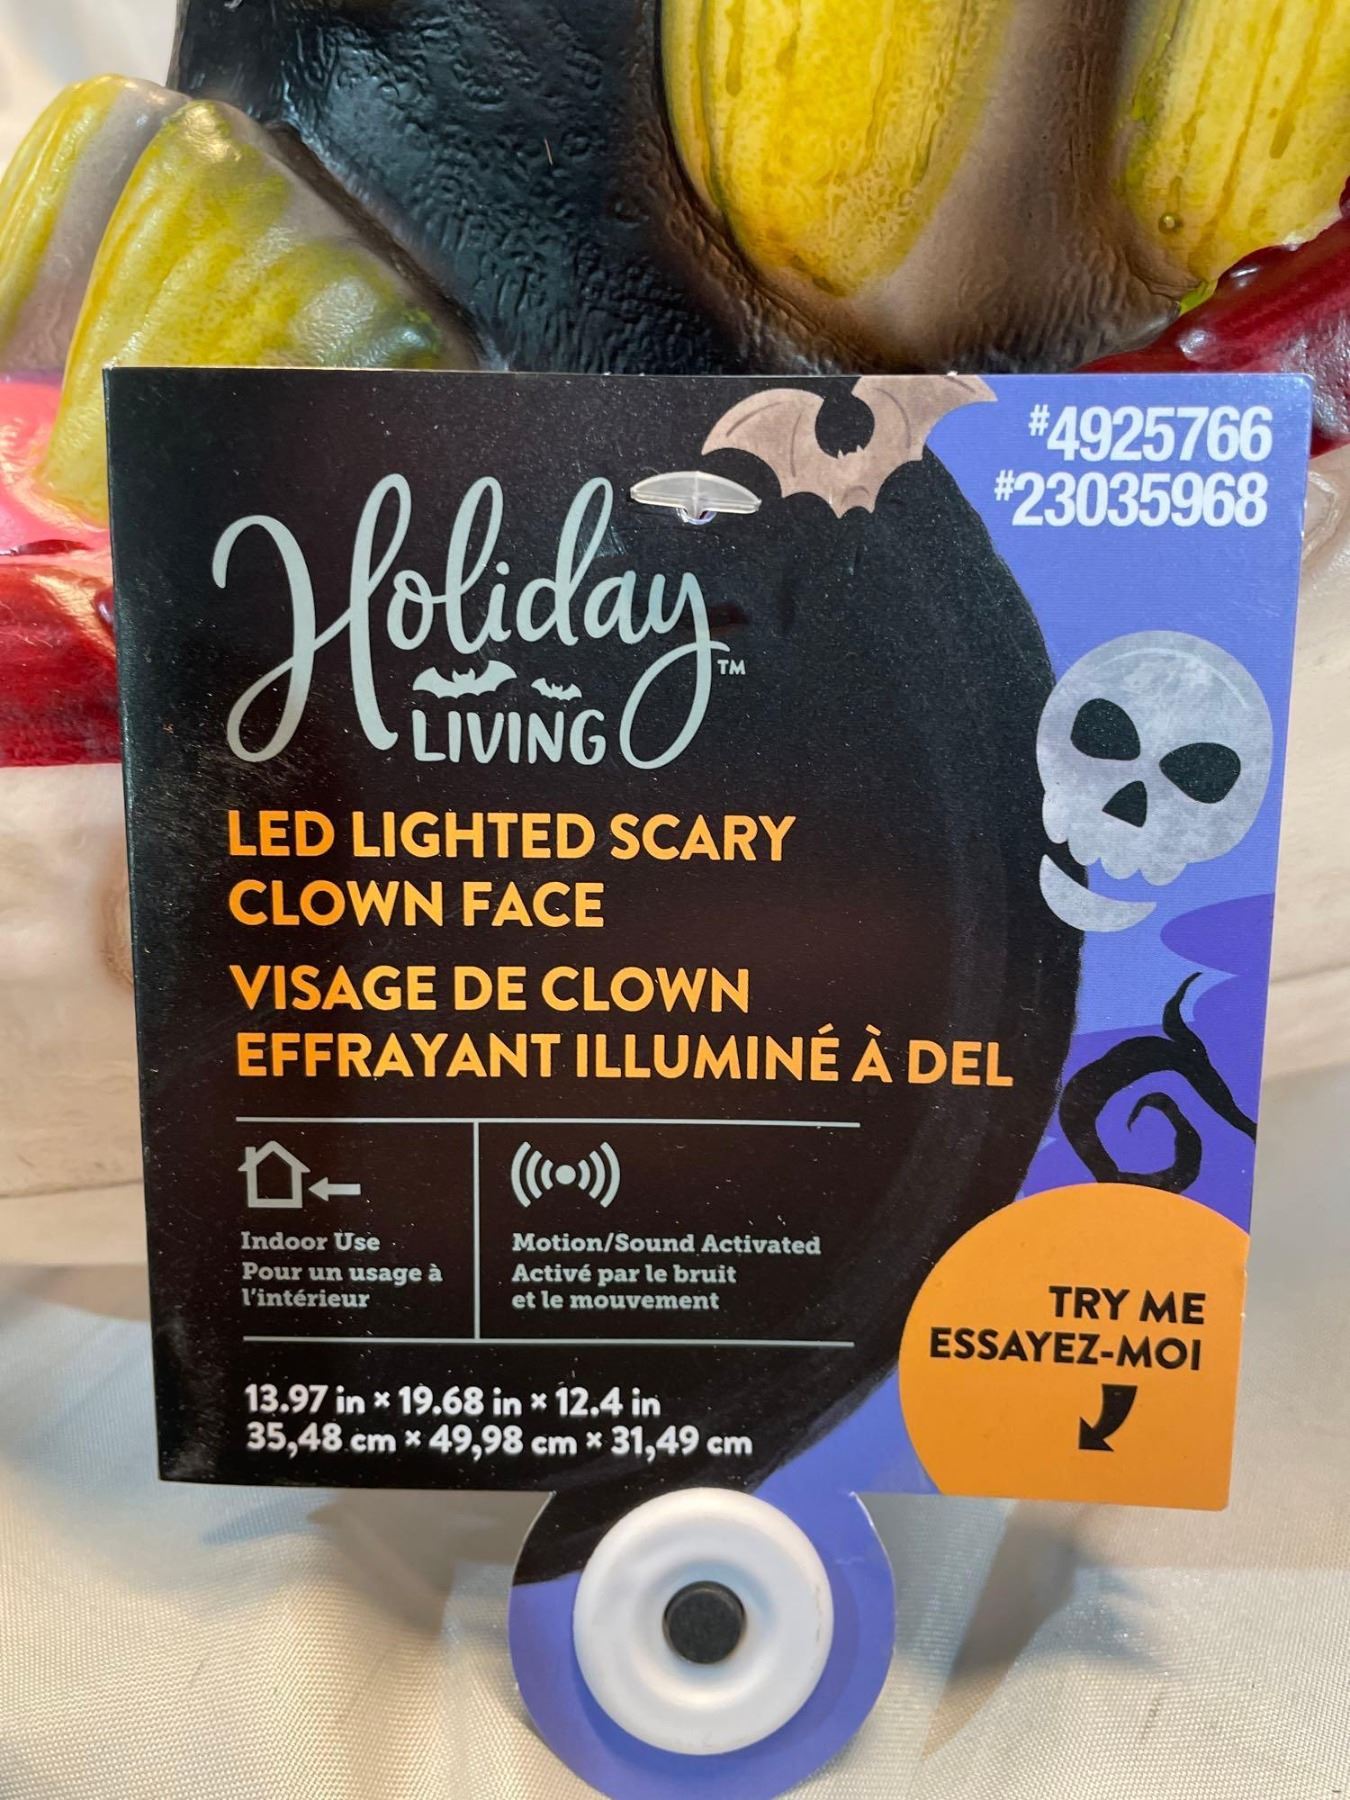 #4925766
#23035968
Holiday
LIVING™
LED LIGHTED SCARY
CLOWN FACE
VISAGE DE CLOWN
EFFRAYANT ILLUMINÉ À DEL
Indoor Use
Pour un usage à
l'intérieur
Motion/Sound Activated
Activé par le bruit
et le mouvement
13.97 in × 19.68 in × 12.4 in
35,48 cm × 49,98 cm × 31,49 cm
TRY ME
ESSAYEZ-MOI